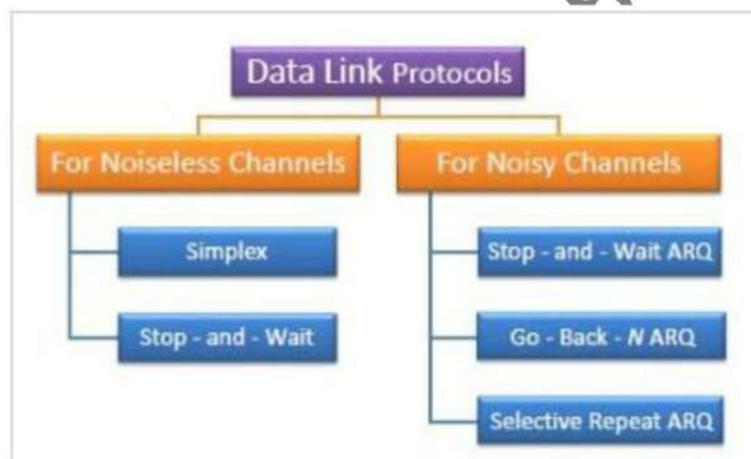 Data Link Protocols
For Noiseless Channels
For Noisy Channels
Simplex
Stop - and - Wait
Stop - and - Wait ARQ
Go - Back - N ARQ
Selective Repeat ARQ